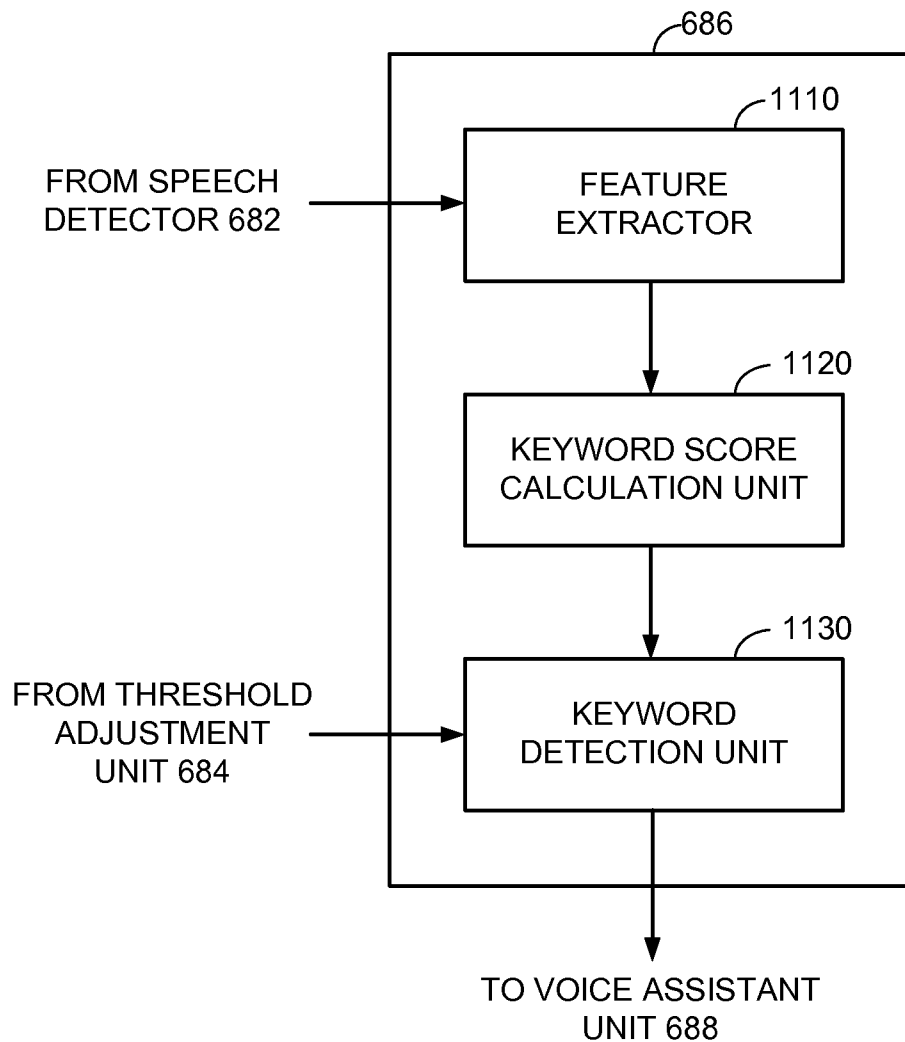 686
1110
FROM SPEECH
DETECTOR 682
FEATURE
EXTRACTOR
1120
KEYWORD SCORE
CALCULATION UNIT
1130
FROM THRESHOLD
ADJUSTMENT
UNIT 684
KEYWORD
DETECTION UNIT
TO VOICE ASSISTANT
UNIT 688